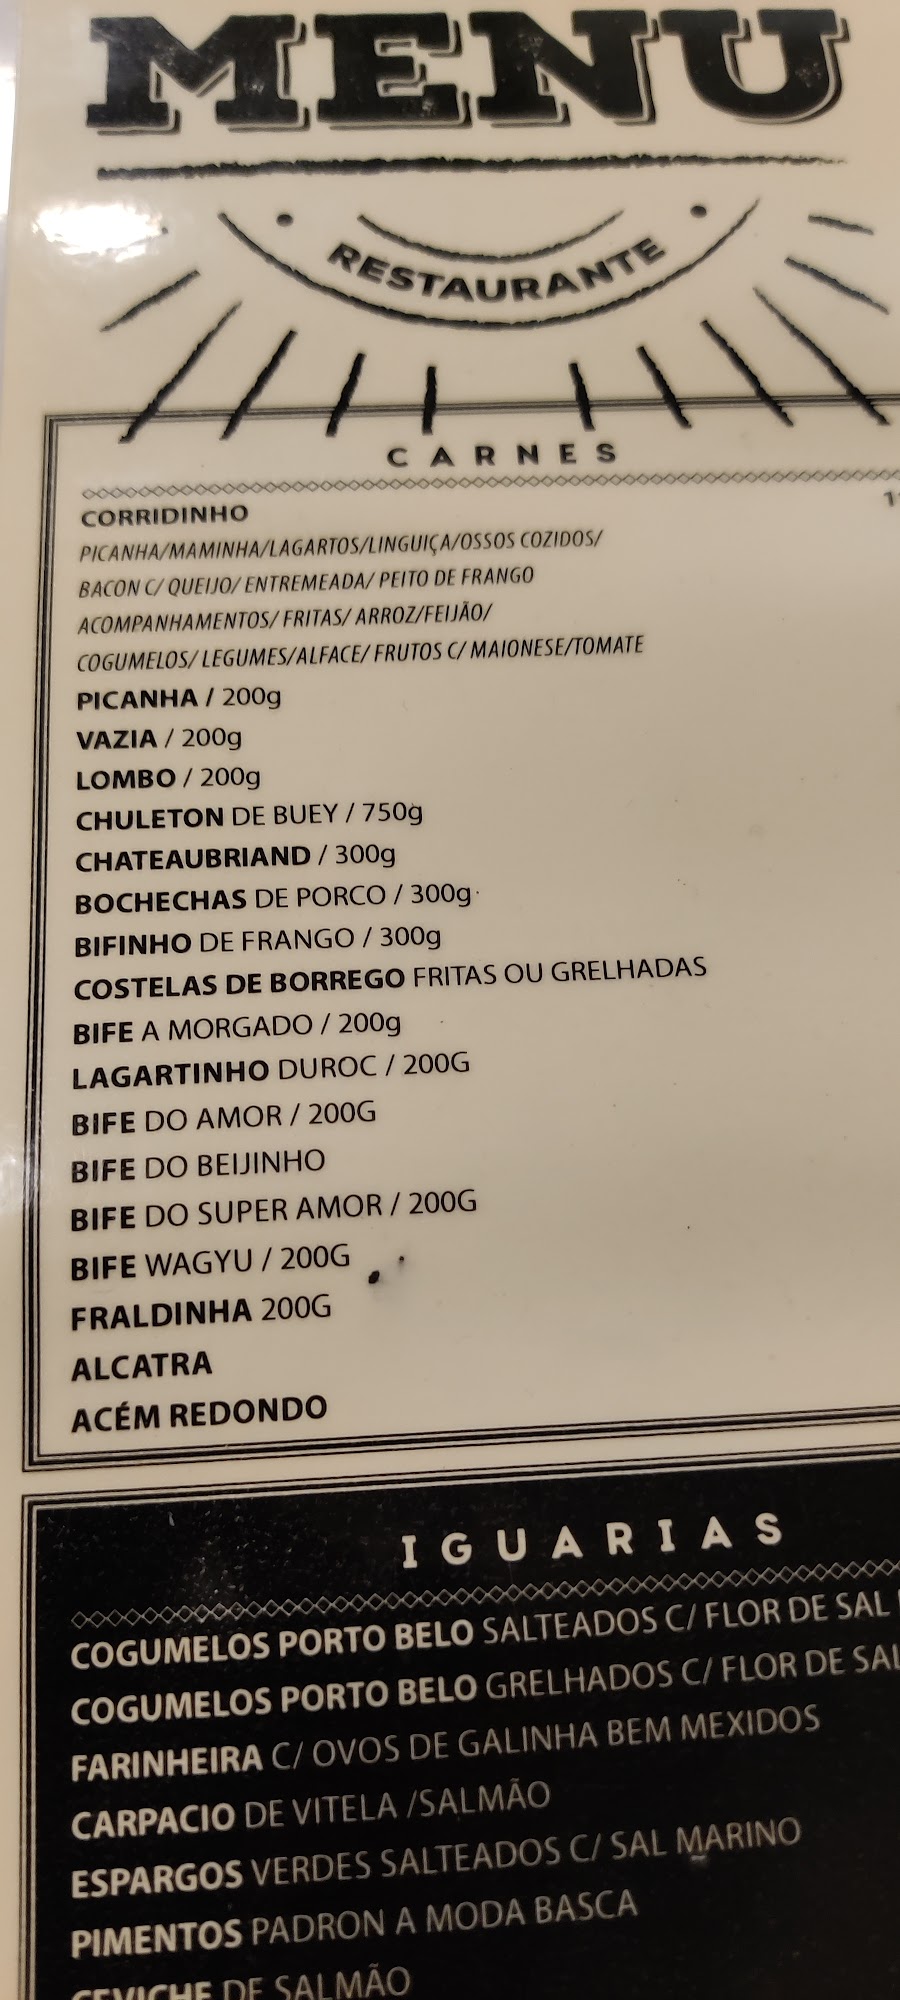 MENU
RESTAURANTE
CARNES
CORRIDINHO
PICANHA/MAMINHA/LAGARTOS/LINGUIÇA/OSSOS COZIDOS/
BACON C/ QUEIJO/ ENTREMEADA/ PEITO DE FRANGO
ACOMPANHAMENTOS/ FRITAS/ ARROZ/FEIJÃO/
COGUMELOS/ LEGUMES/ALFACE/ FRUTOS C/ MAIONESE/TOMATE
PICANHA / 200g
VAZIA / 200g
LOMBO / 200g
CHULETON DE BUEY / 750g
CHATEAUBRIAND / 300g
BOCHECHAS DE PORCO / 300g
BIFINHO DE FRANGO / 300g
COSTELAS DE BORREGO FRITAS OU GRELHADAS
BIFE A MORGADO / 200g
LAGARTINHO DUROC / 200G
BIFE DO AMOR / 200G
BIFE DO BEIJINHO
BIFE DO SUPER AMOR / 200G
BIFE WAGYU / 200G
FRALDINHA 200G
ALCATRA
ACÉM REDONDO
IGUARIAS
COGUMELOS PORTO BELO SALTEADOS C/ FLOR DE SAL
COGUMELOS PORTO BELO GRELHADOS C/ FLOR DE SAL
FARINHEIRA C/ OVOS DE GALINHA BEM MEXIDOS
CARPACIO DE VITELA /SALMÃO
ESPARGOS VERDES SALTEADOS C/ SAL MARINO
PIMENTOS PADRON A MODA BASCA
CEVICHE DE SALMÃO